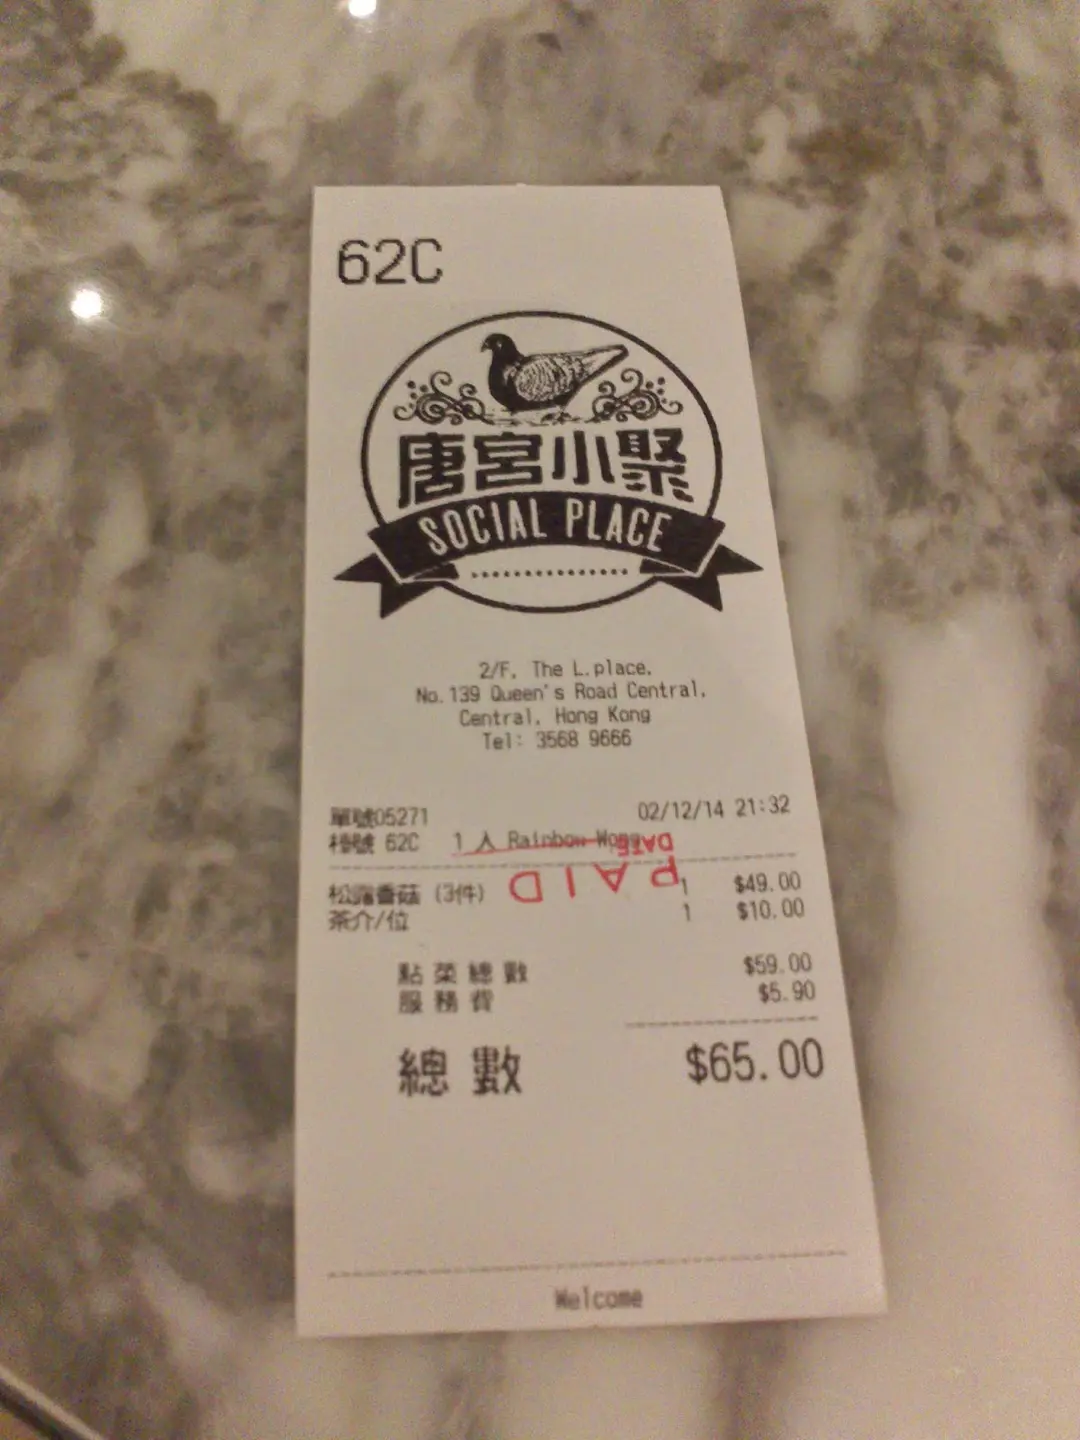 62C
唐宮小聚
SOCIAL PLACE
2/F, The L.place,
No.139 Queen's Road Central,
Central, Hong Kong
Tel: 3568 9666
單號05271 02/12/14 21:32
檯號 62C 1 人 Rainbow Wong
DATE
PAID
松露香菇 (3件) 1 $49.00
茶介/位 1 $10.00
點菜總數 $59.00
服務費 $5.90
總數 $65.00
Welcome